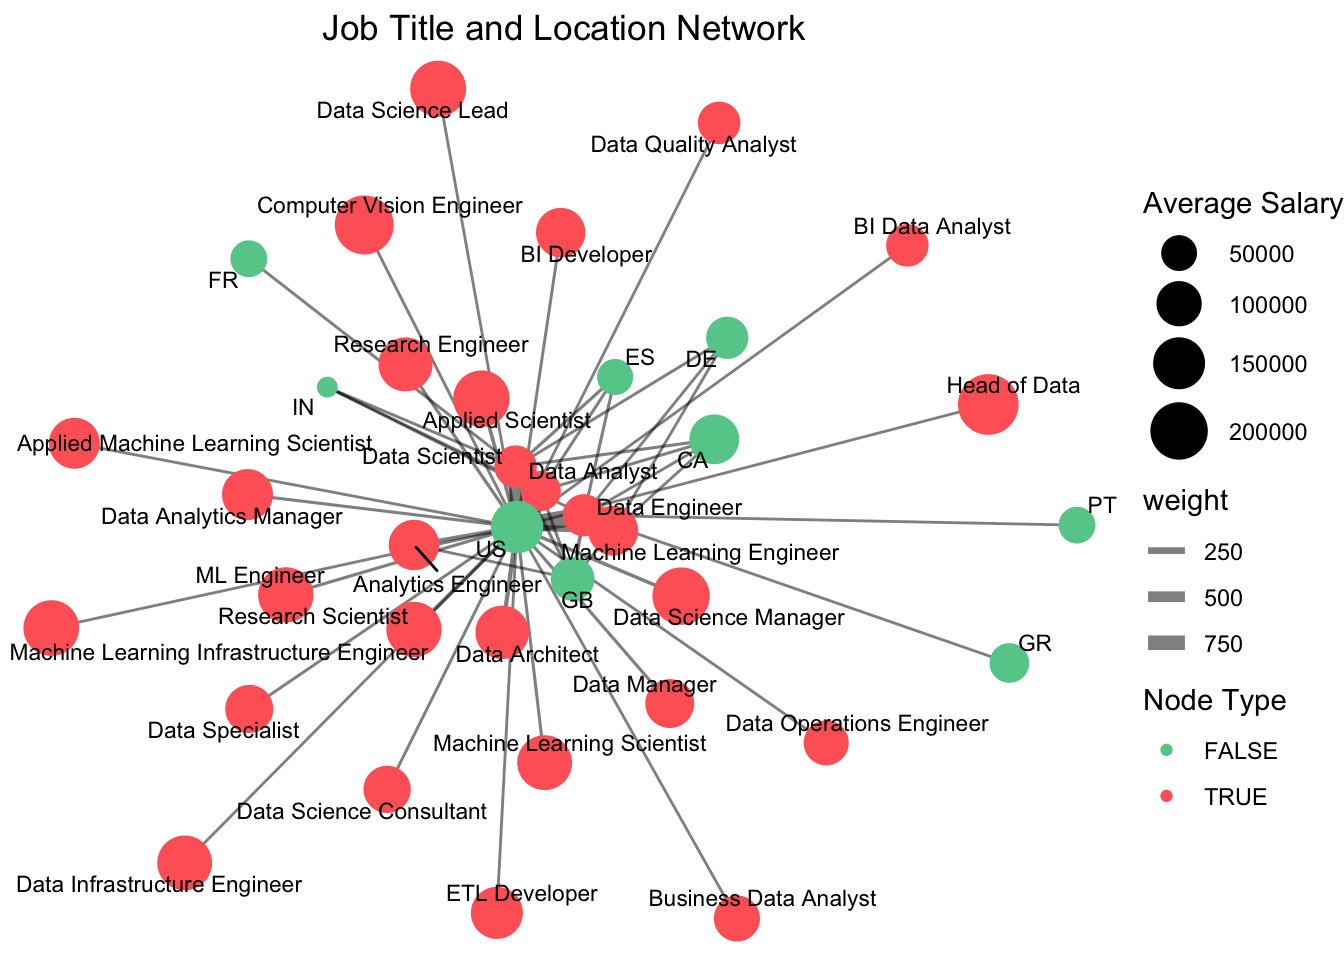 Job Title and Location Network
Data Science Lead
Data Quality Analyst
Computer Vision Engineer
BI Data Analyst
BI Developer
FR
Research Engineer
ES
DE
Head of Data
IN
Applied Scientist
Applied Machine Learning Scientist
Data Scientist
CA
Data Analyst
PT
Data Engineer
Data Analytics Manager
US
Machine Learning Engineer
ML Engineer
Analytics Engineer
GB
Research Scientist
Data Science Manager
GR
Machine Learning Infrastructure Engineer
Data Architect
Data Manager
Data Operations Engineer
Data Specialist
Machine Learning Scientist
Data Science Consultant
Data Infrastructure Engineer
ETL Developer
Business Data Analyst
Average Salary
50000
100000
150000
200000
weight
250
500
750
Node Type
FALSE
TRUE